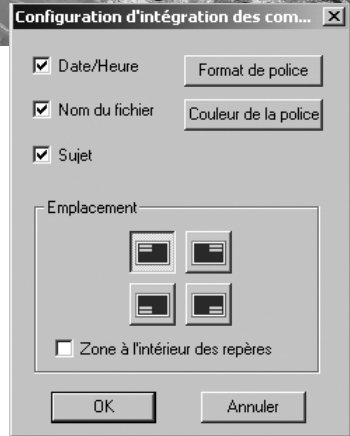 Configuration d'intégration des com...
Date/Heure
Format de police
Nom du fichier
Couleur de la police
Sujet
Emplacement
Zone à l'intérieur des repères
OK
Annuler